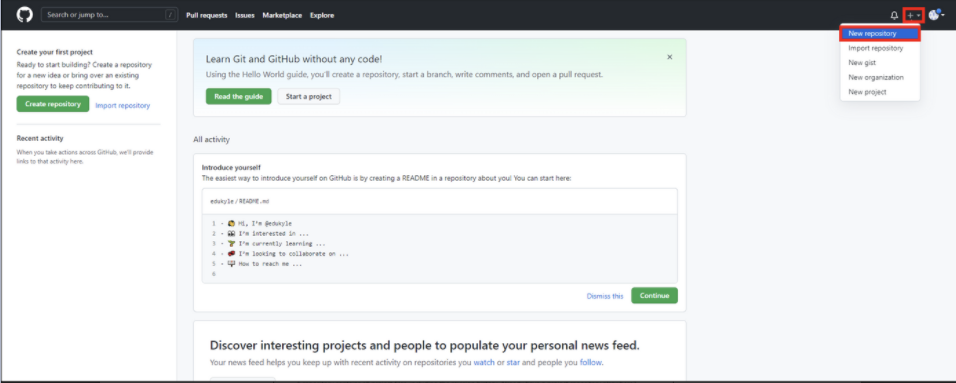 Search or jump to...
/
Pull requests Issues Marketplace Explore
New repository
Import repository
New gist
New organization
New project
Create your first project
Ready to start building? Create a repository
for a new idea or bring over an existing
repository to keep contributing to it.
Create repository
Import repository
Recent activity
When you take actions across GitHub, we'll provide
links to that activity here.
Learn Git and GitHub without any code!
Using the Hello World guide, you'll create a repository, start a branch, write comments, and open a pull request.
Read the guide
Start a project
All activity
Introduce yourself
The easiest way to introduce yourself on GitHub is by creating a README in a repository about you! You can start here:
edukyle/README.md
1 - 👋 Hi, I'm @edukyle
2 - 👀 I'm interested in ...
3 - 🌱 I'm currently learning ...
4 - 💞️ I'm looking to collaborate on ...
5 - 📫 How to reach me ...
6
Dismiss this
Continue
Discover interesting projects and people to populate your personal news feed.
Your news feed helps you keep up with recent activity on repositories you watch or star and people you follow.